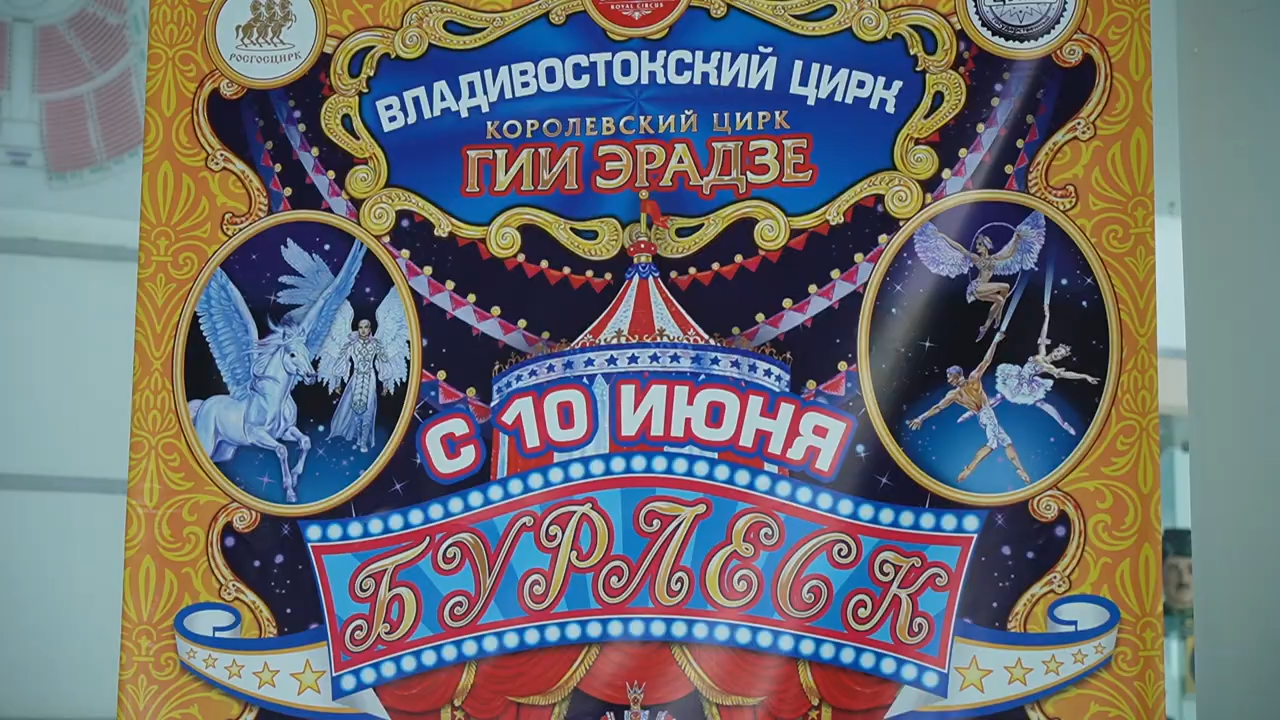 РОСГОСЦИРК
ROYAL CIRCUS
ВЛАДИВОСТОКСКИЙ ЦИРК
КОРОЛЕВСКИЙ ЦИРК
ГИИ ЭРАДЗЕ
С 10 ИЮНЯ
БУРЛЕСК